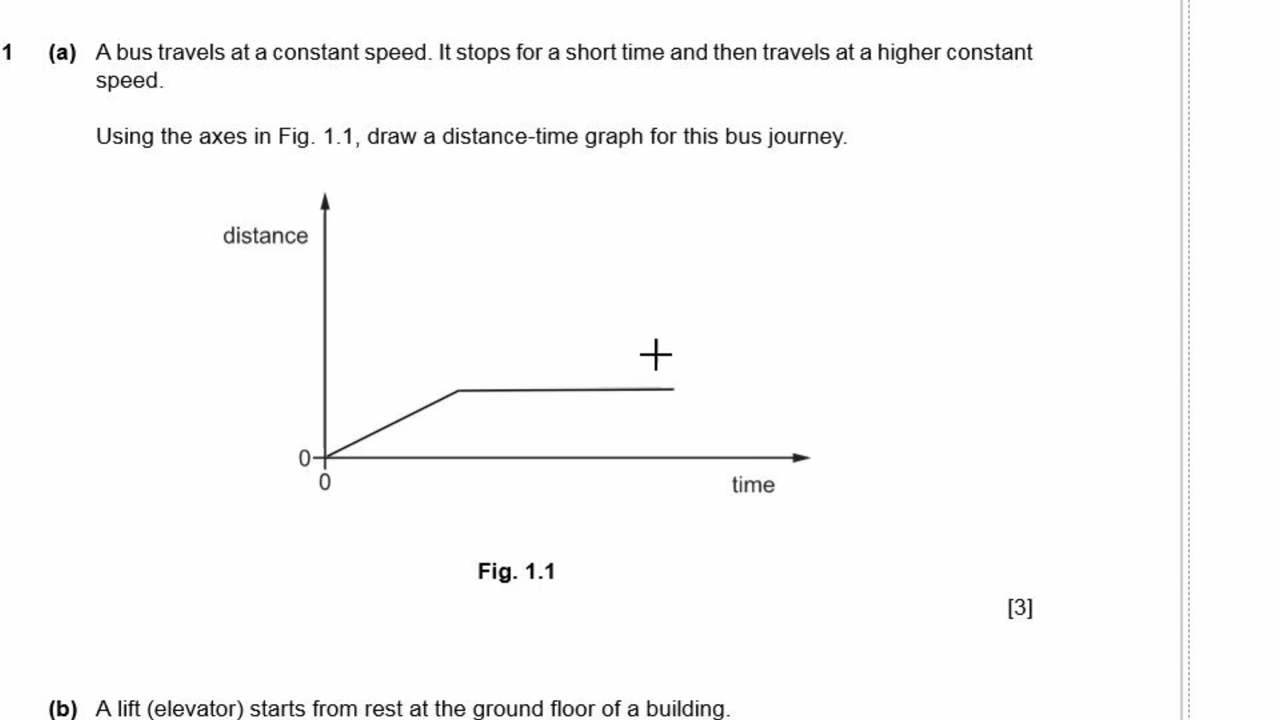 1 (a) A bus travels at a constant speed. It stops for a short time and then travels at a higher constant
speed.
Using the axes in Fig. 1.1, draw a distance-time graph for this bus journey.
distance
0
0
time
Fig. 1.1
[3]
(b) A lift (elevator) starts from rest at the ground floor of a building.